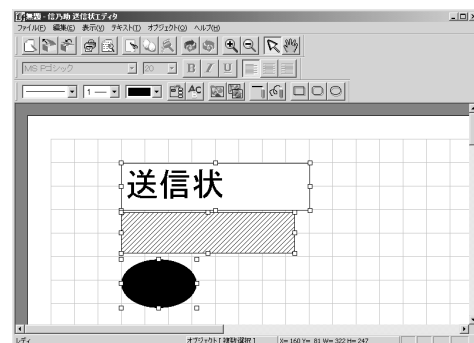 無題 - 信乃助 送信状エディタ
ファイル(F) 編集(E) 表示(V) テキスト(T) オブジェクト(O) ヘルプ(H)
MS Pゴシック 20 B I U
1
AC
送信状
レディ オブジェクト [ 複数選択 ] X= 160 Y= 81 W= 322 H= 247